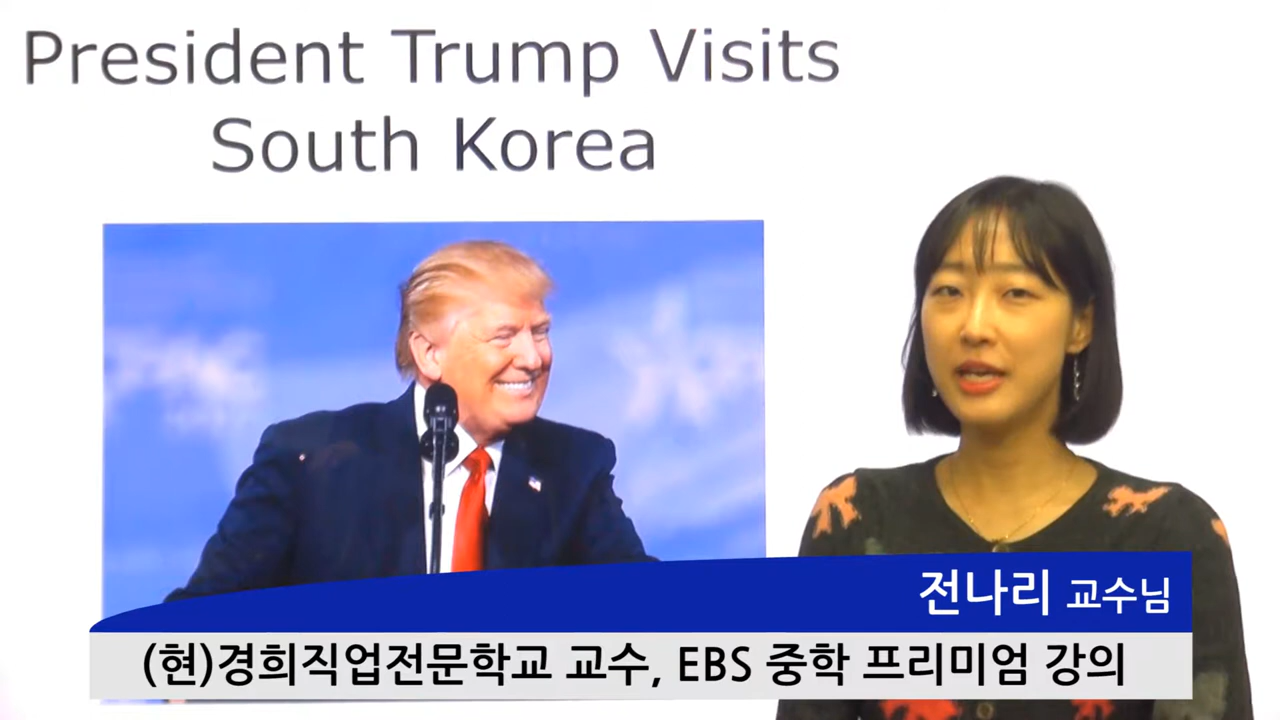 President Trump Visits
South Korea
전나리 교수님
(현)경희직업전문학교 교수, EBS 중학 프리미엄 강의